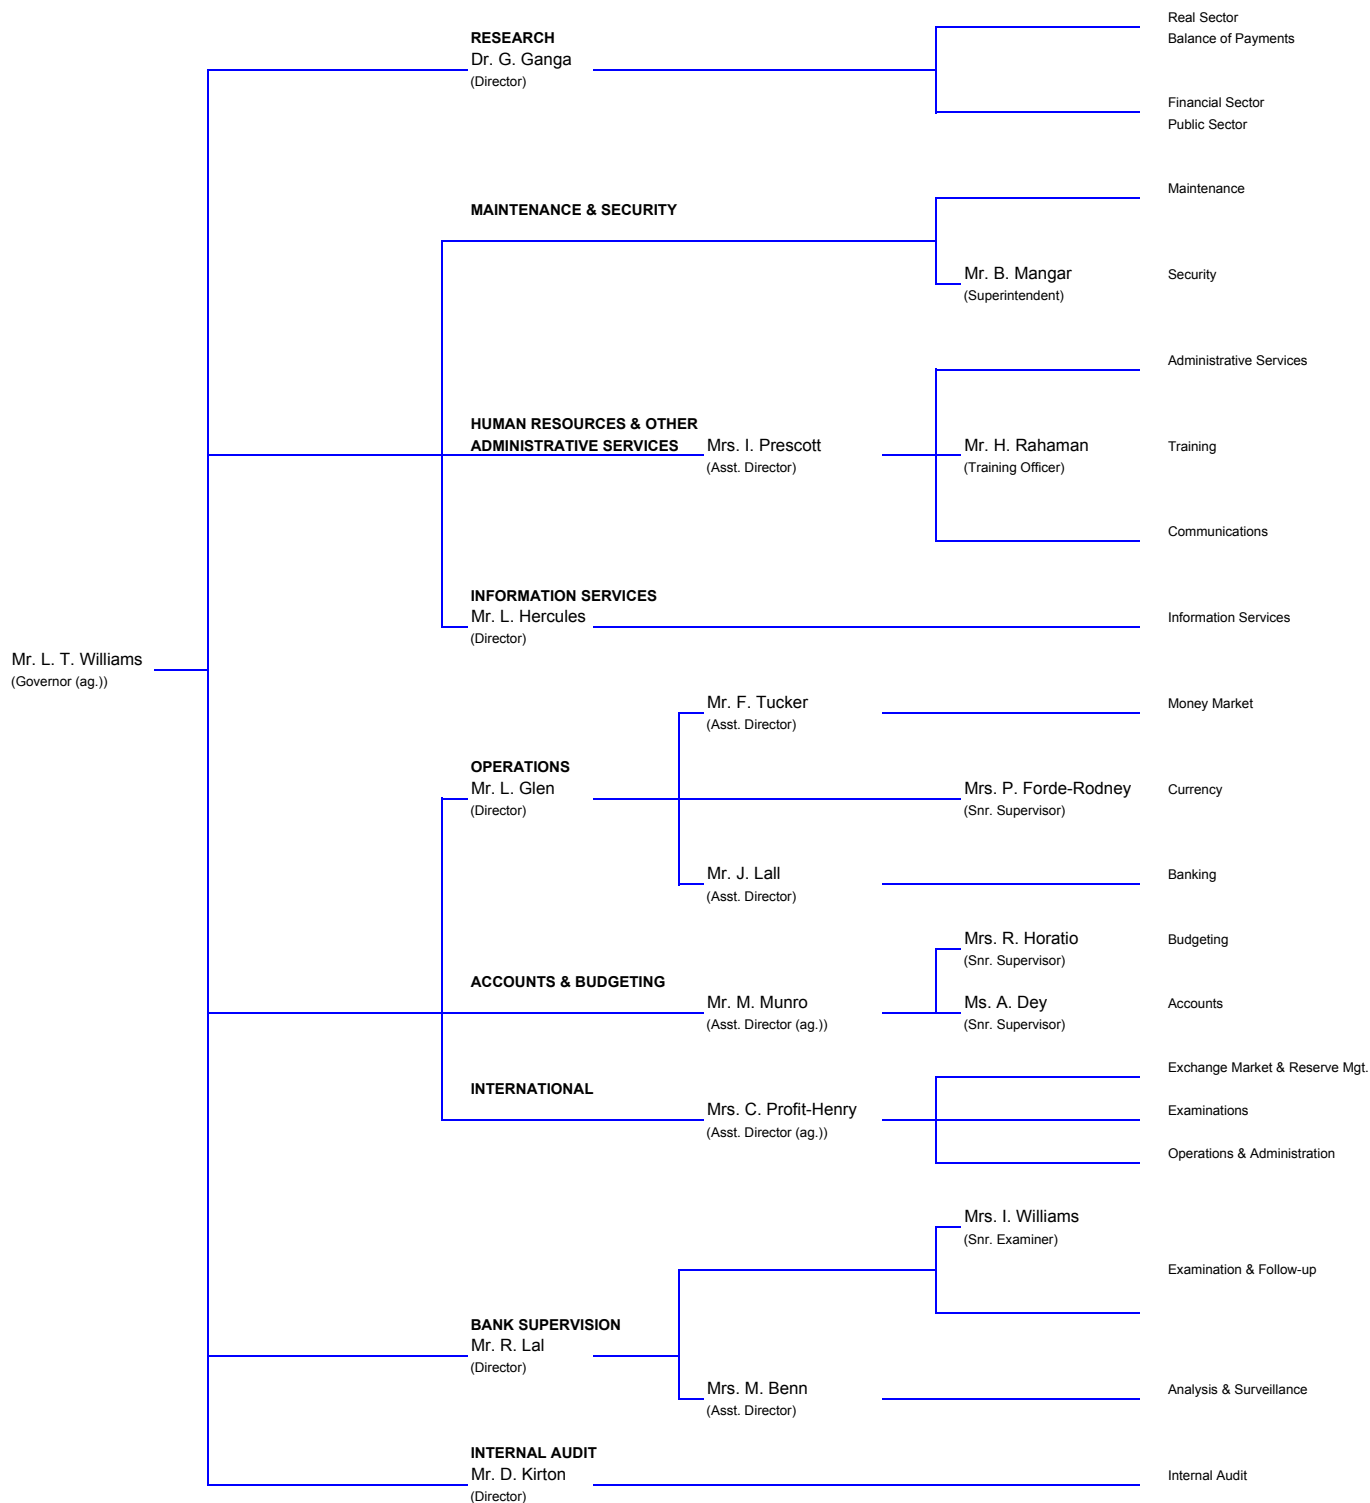 Real Sector
RESEARCH
Balance of Payments
Dr. G. Ganga
(Director)
Financial Sector
Public Sector
Maintenance
MAINTENANCE & SECURITY
Mr. B. Mangar
Security
(Superintendent)
Administrative Services
HUMAN RESOURCES & OTHER
ADMINISTRATIVE SERVICES
Mrs. I. Prescott
(Asst. Director)
Mr. H. Rahaman
(Training Officer)
Training
Communications
INFORMATION SERVICES
Mr. L. Hercules
(Director)
Information Services
Mr. L. T. Williams
(Governor (ag.))
Mr. F. Tucker
(Asst. Director)
Money Market
OPERATIONS
Mr. L. Glen
(Director)
Mrs. P. Forde-Rodney
(Snr. Supervisor)
Currency
Mr. J. Lall
(Asst. Director)
Banking
Mrs. R. Horatio
(Snr. Supervisor)
Budgeting
ACCOUNTS & BUDGETING
Mr. M. Munro
(Asst. Director (ag.))
Ms. A. Dey
(Snr. Supervisor)
Accounts
Exchange Market & Reserve Mgt.
INTERNATIONAL
Mrs. C. Profit-Henry
(Asst. Director (ag.))
Examinations
Operations & Administration
Mrs. I. Williams
(Snr. Examiner)
Examination & Follow-up
BANK SUPERVISION
Mr. R. Lal
(Director)
Mrs. M. Benn
(Asst. Director)
Analysis & Surveillance
INTERNAL AUDIT
Mr. D. Kirton
(Director)
Internal Audit